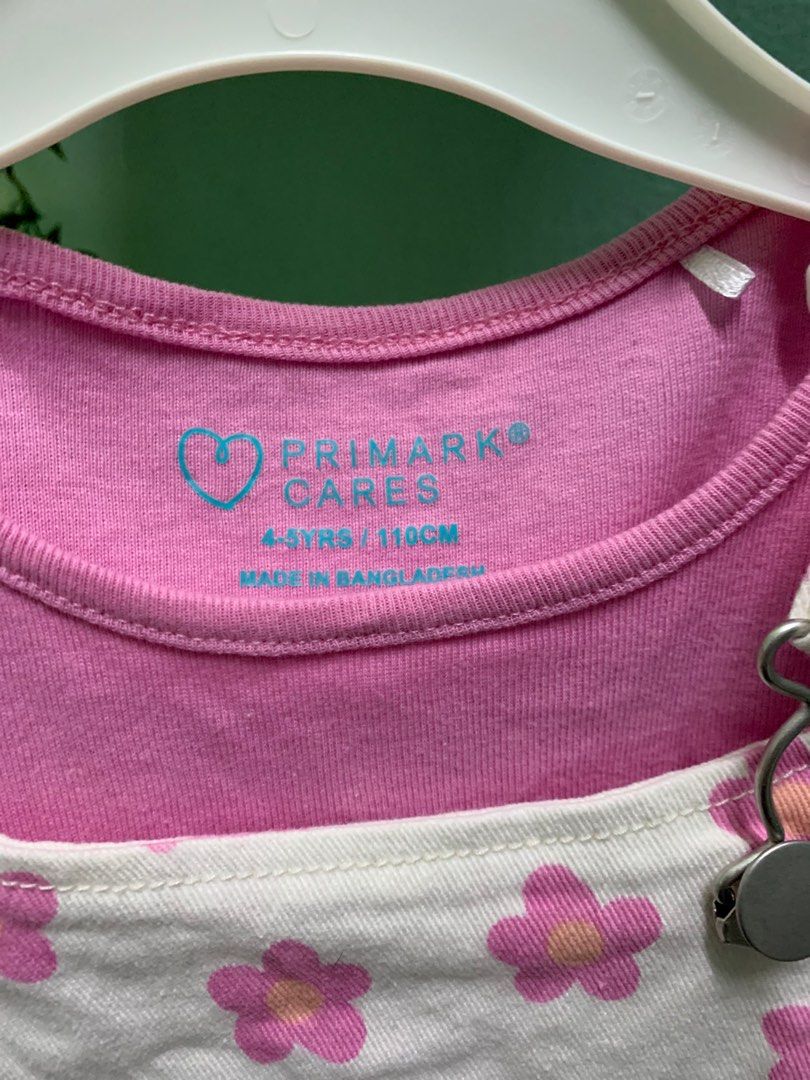 PRIMARK®
CARES
4-5YRS / 110CM
MADE IN BANGLADESH